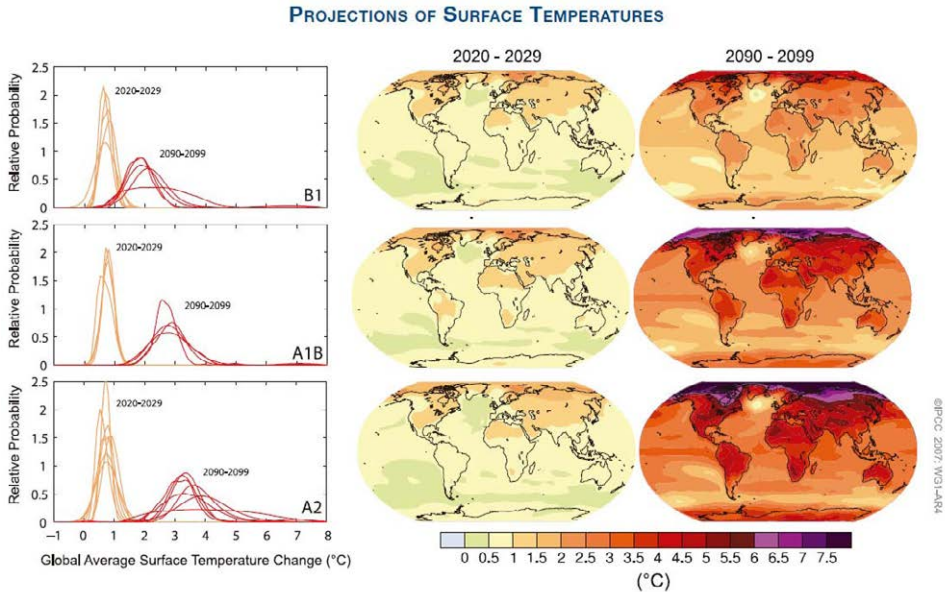 PROJECTIONS OF SURFACE TEMPERATURES
2020 - 2029
2090 - 2099
2.5
2
1.5
1
0.5
0
Relative Probability
2020-2029
2090-2099
B1
2.5
2
1.5
1
0.5
0
Relative Probability
2020-2029
2090-2099
A1B
2.5
2
1.5
1
0.5
0
Relative Probability
2020-2029
2090-2099
A2
−1 0 1 2 3 4 5 6 7 8
Global Average Surface Temperature Change (°C)
0 0.5 1 1.5 2 2.5 3 3.5 4 4.5 5 5.5 6 6.5 7 7.5
(°C)
©IPCC 2007: WG1-AR4